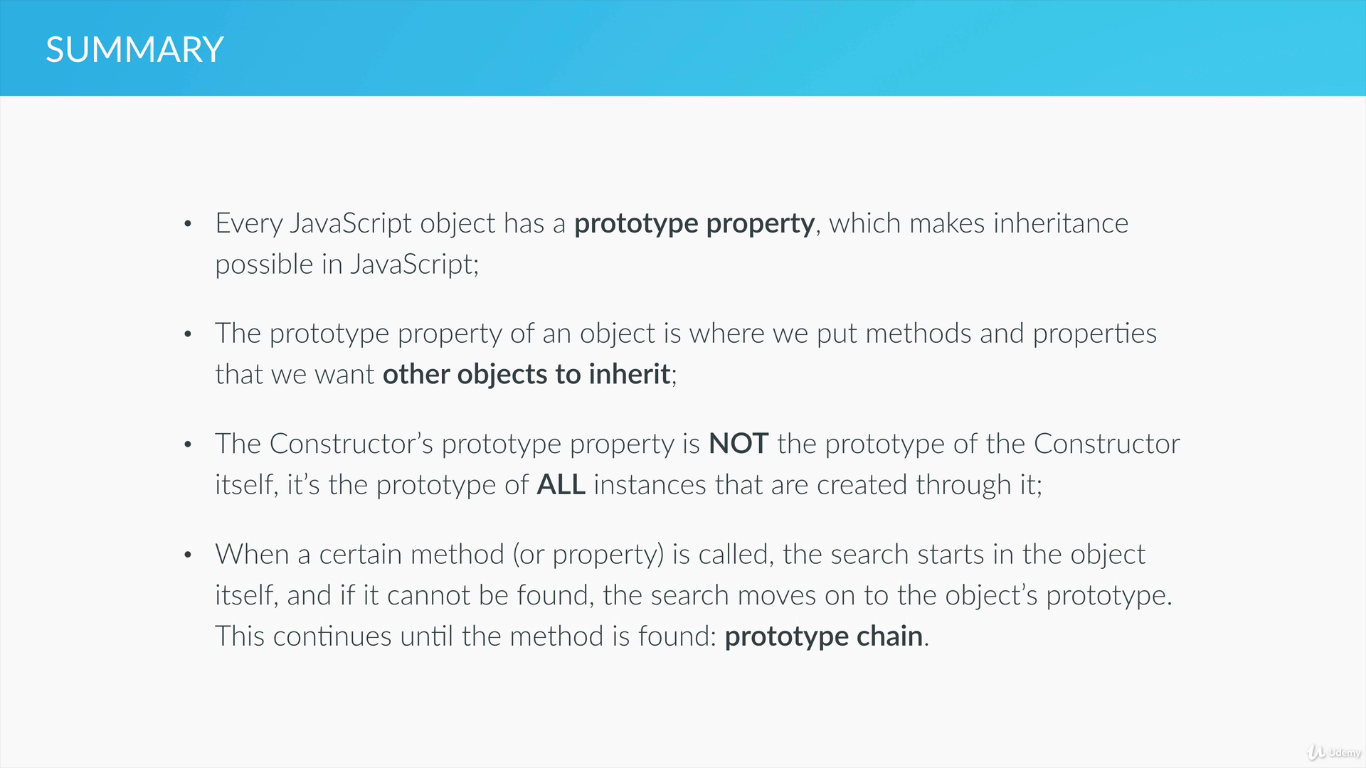 SUMMARY
• Every JavaScript object has a prototype property, which makes inheritance
possible in JavaScript;
• The prototype property of an object is where we put methods and properties
that we want other objects to inherit;
• The Constructor’s prototype property is NOT the prototype of the Constructor
itself, it’s the prototype of ALL instances that are created through it;
• When a certain method (or property) is called, the search starts in the object
itself, and if it cannot be found, the search moves on to the object’s prototype.
This continues until the method is found: prototype chain.
Udemy